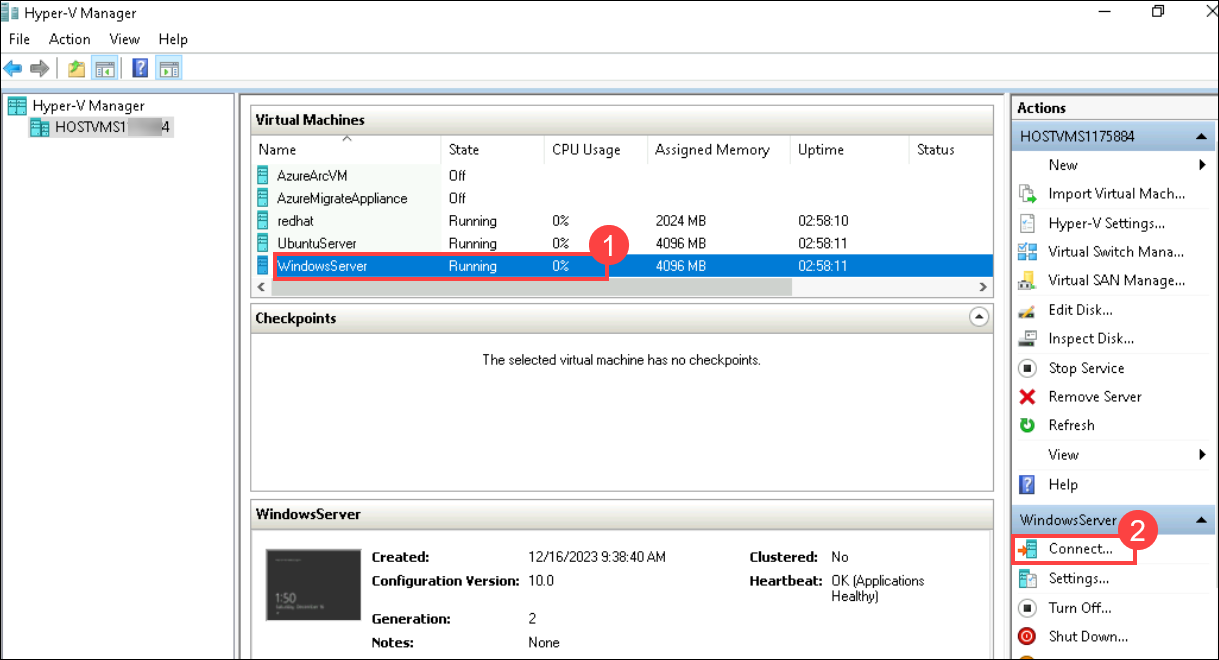 Hyper-V Manager
File Action View Help
Hyper-V Manager
HOSTVMS1 4
Virtual Machines
Name State CPU Usage Assigned Memory Uptime Status
AzureArcVM Off
AzureMigrateAppliance Off
redhat Running 0% 2024 MB 02:58:10
UbuntuServer Running 0% 4096 MB 02:58:11
WindowsServer Running 0% 4096 MB 02:58:11
1
Checkpoints
The selected virtual machine has no checkpoints.
WindowsServer
1:50
Saturday, December 16
Created: 12/16/2023 9:38:40 AM Clustered: No
Configuration Version: 10.0 Heartbeat: OK (Applications
Healthy)
Generation: 2
Notes: None
Actions
HOSTVMS1175884
New
Import Virtual Mach...
Hyper-V Settings...
Virtual Switch Mana...
Virtual SAN Manage...
Edit Disk...
Inspect Disk...
Stop Service
Remove Server
Refresh
View
Help
WindowsServer
2
Connect...
Settings...
Turn Off...
Shut Down...